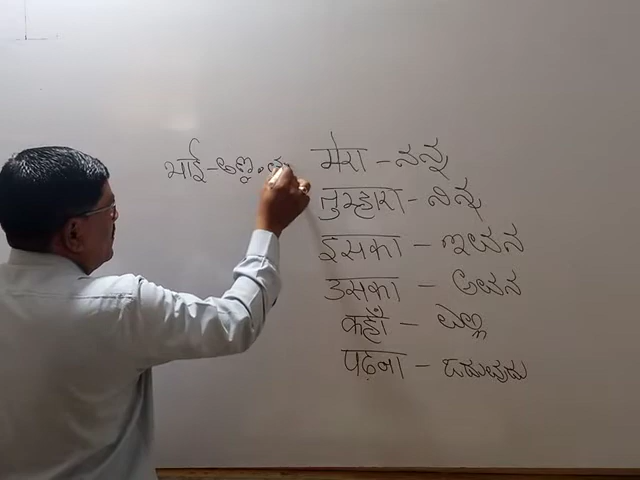 भाई - ಅಣ್ಣ.
मेरा - ನನ್ನ
तुम्हारा - ನಿನ್ನ
इसका - ಇವನ
उसका - ಅವನ
कहाँ - ಎಲ್ಲಿ
पढ़ना - ಓದುವುದು